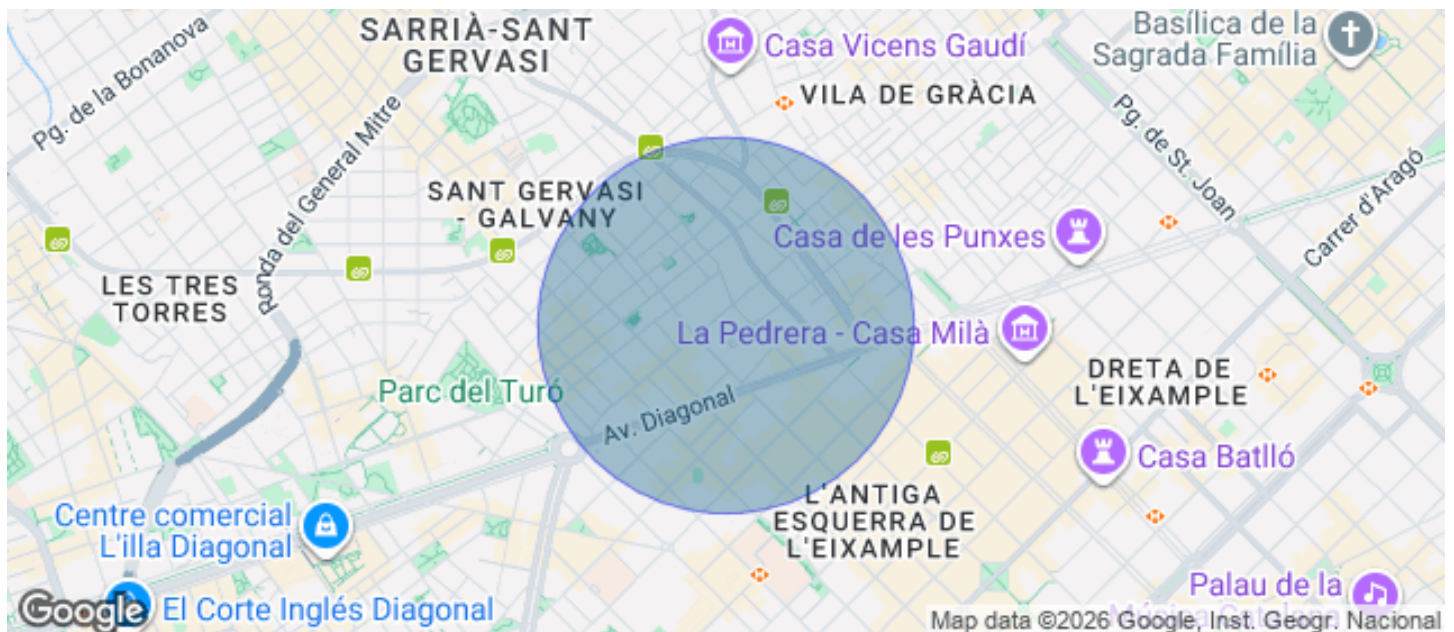 SARRIÀ-SANT
GERVASI
Casa Vicens Gaudí
Basílica de la
Sagrada Família
Pg. de la Bonanova
VILA DE GRÀCIA
Pg. de St. Joan
Ronda del General Mitre
SANT GERVASI
- GALVANY
Carrer d'Aragó
Casa de les Punxes
LES TRES
TORRES
La Pedrera - Casa Milà
Parc del Turó
DRETA DE
L'EIXAMPLE
Av. Diagonal
Casa Batlló
L'ANTIGA
ESQUERRA DE
L'EIXAMPLE
Centre comercial
L'illa Diagonal
Palau de la
Música Catalana
El Corte Inglés Diagonal
Google
Map data ©2026 Google, Inst. Geogr. Nacional